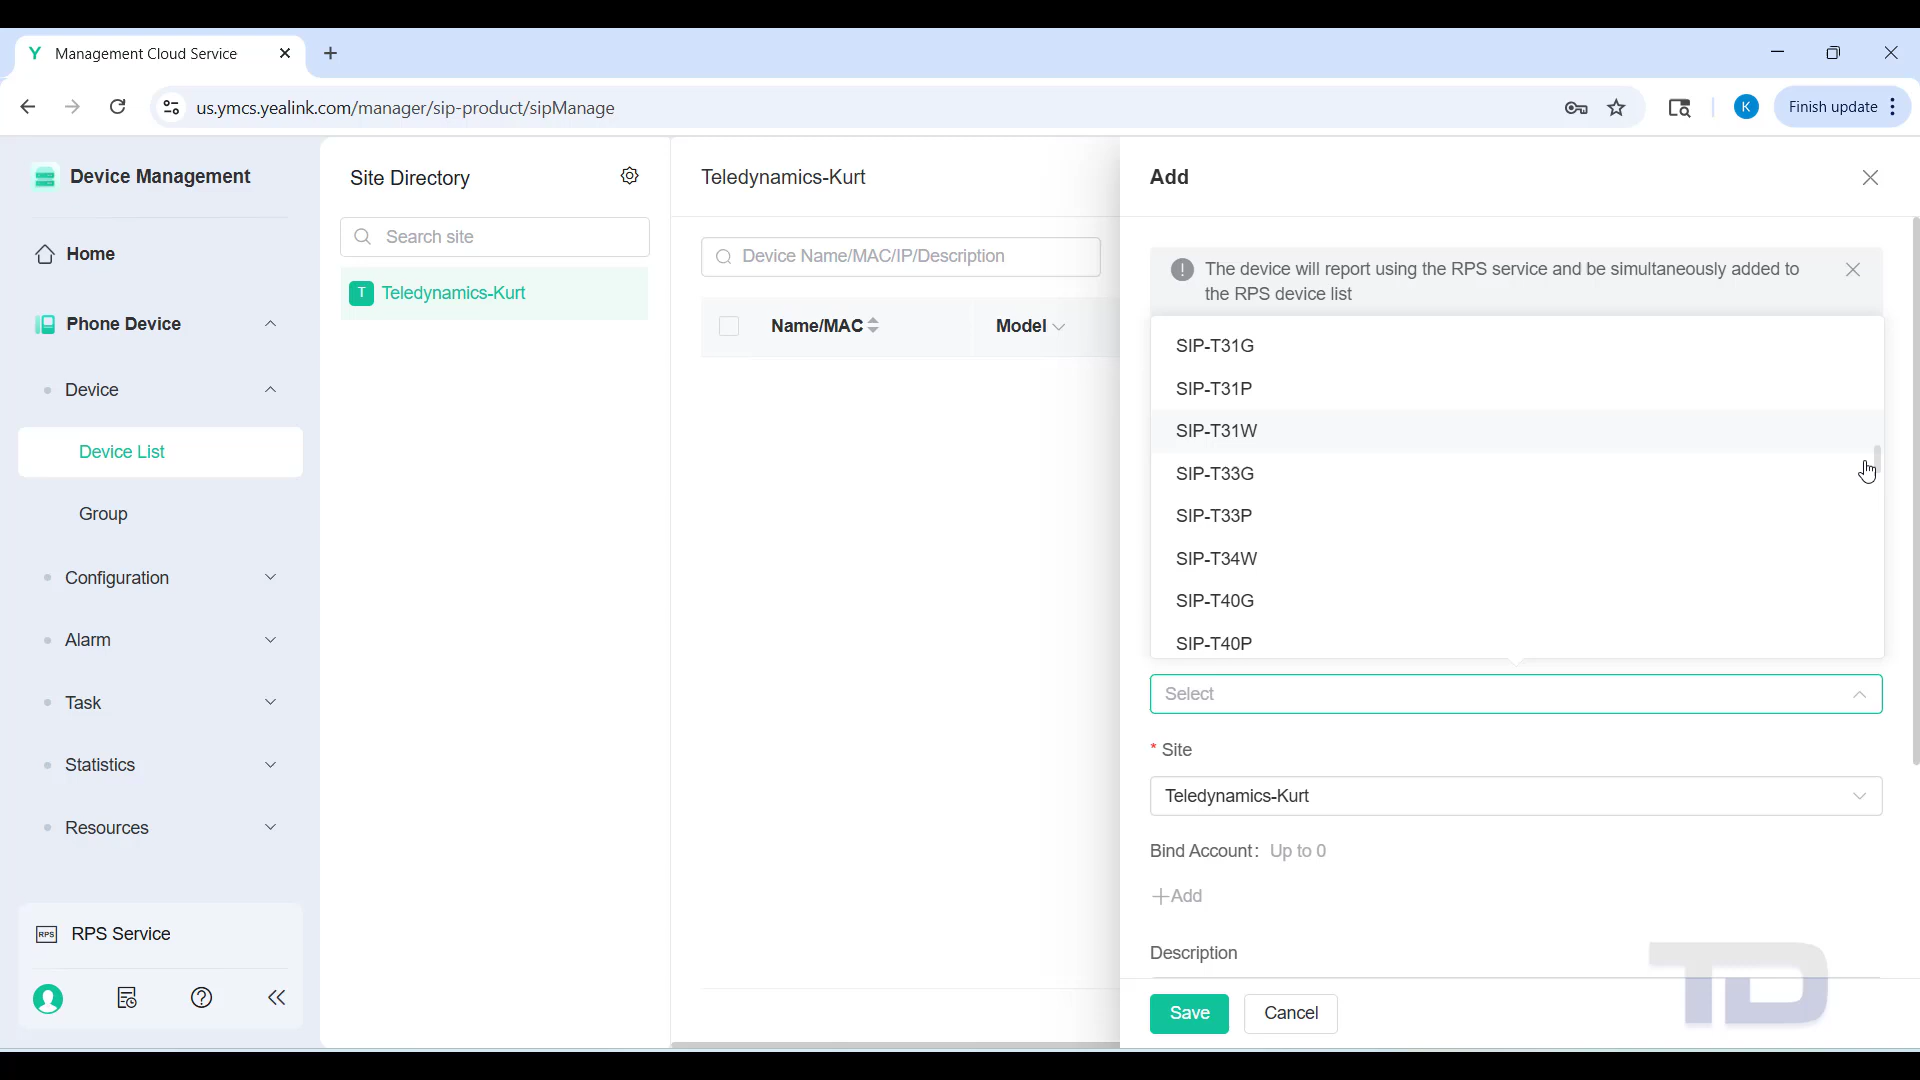 Y Management Cloud Service
us.ymcs.yealink.com/manager/sip-product/sipManage
K
Finish update
Device Management
Home
Phone Device
Device
Device List
Group
Configuration
Alarm
Task
Statistics
Resources
RPS RPS Service
Site Directory
Search site
T Teledynamics-Kurt
Teledynamics-Kurt
Device Name/MAC/IP/Description
Name/MAC Model
Add
The device will report using the RPS service and be simultaneously added to
the RPS device list
SIP-T31G
SIP-T31P
SIP-T31W
SIP-T33G
SIP-T33P
SIP-T34W
SIP-T40G
SIP-T40P
Select
* Site
Teledynamics-Kurt
Bind Account: Up to 0
+Add
Description
Save Cancel
TD